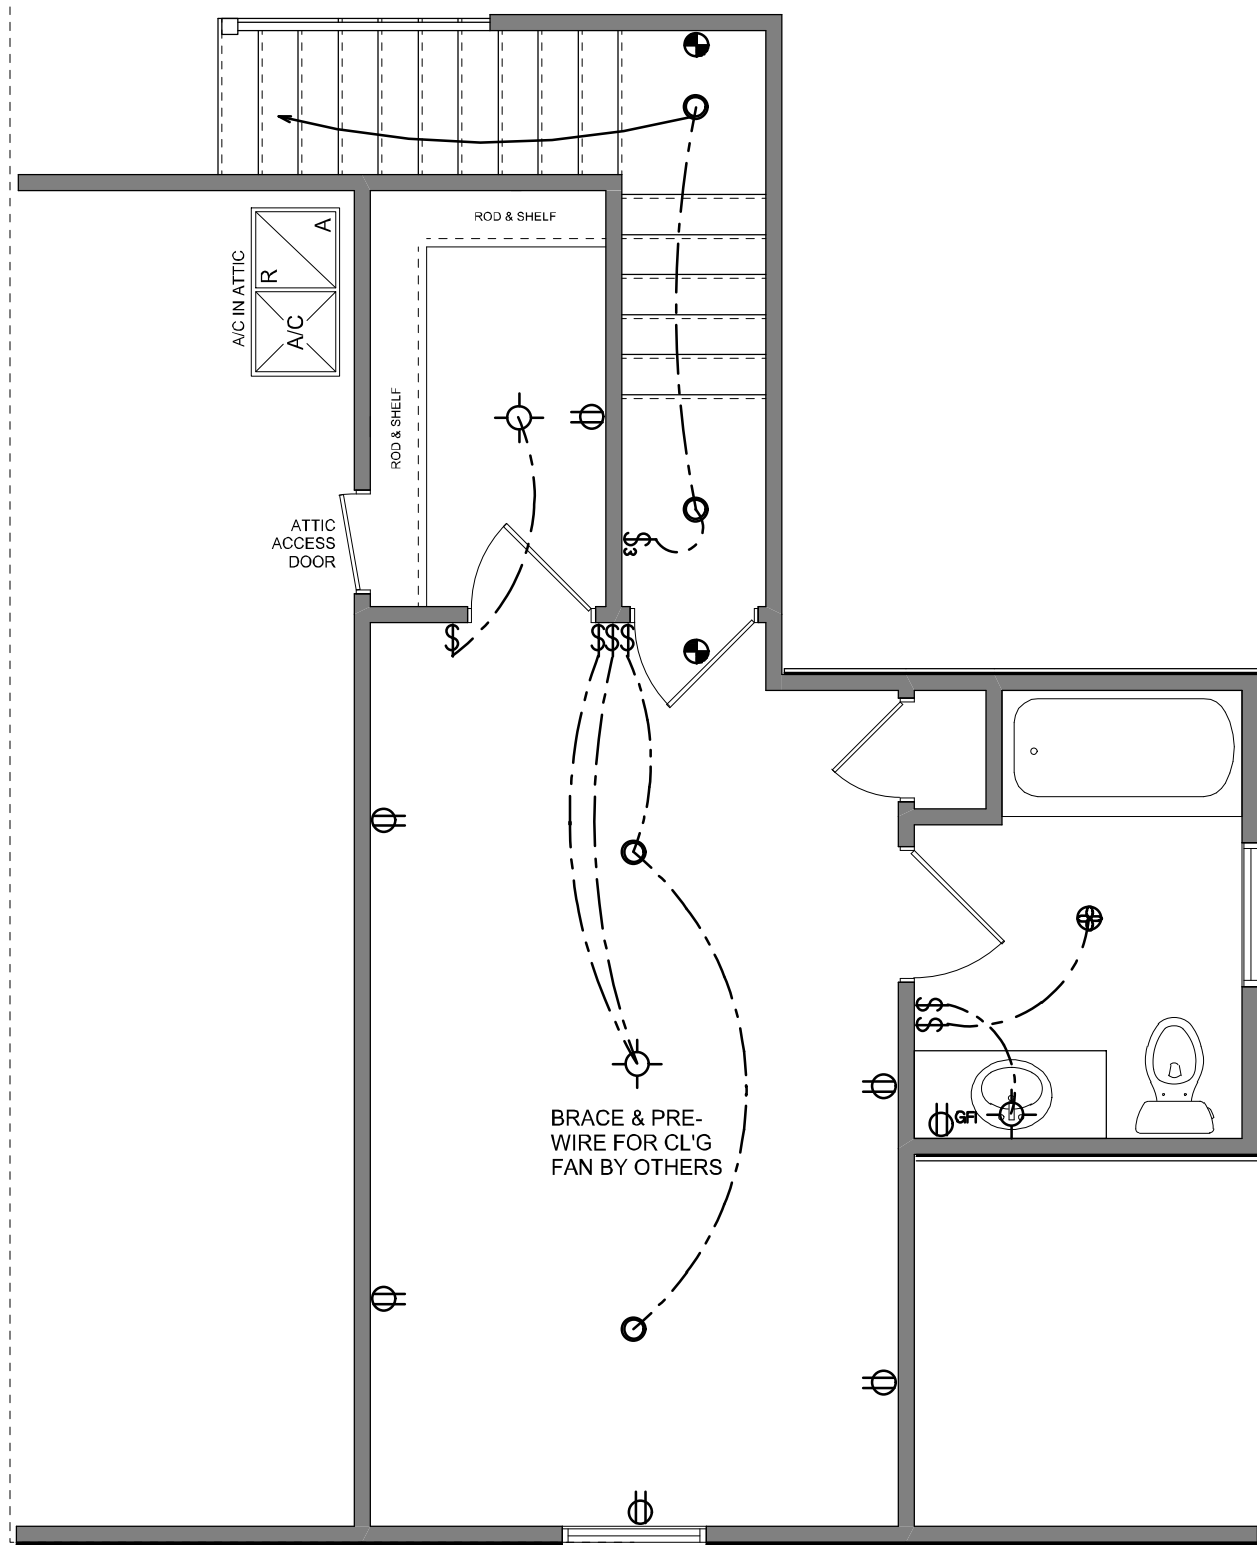 ROD & SHELF
A
R
A/C
A/C IN ATTIC
ROD & SHELF
ATTIC
ACCESS
DOOR
$3
$
$$$
$
$
GFI
BRACE & PRE-
WIRE FOR CL'G
FAN BY OTHERS